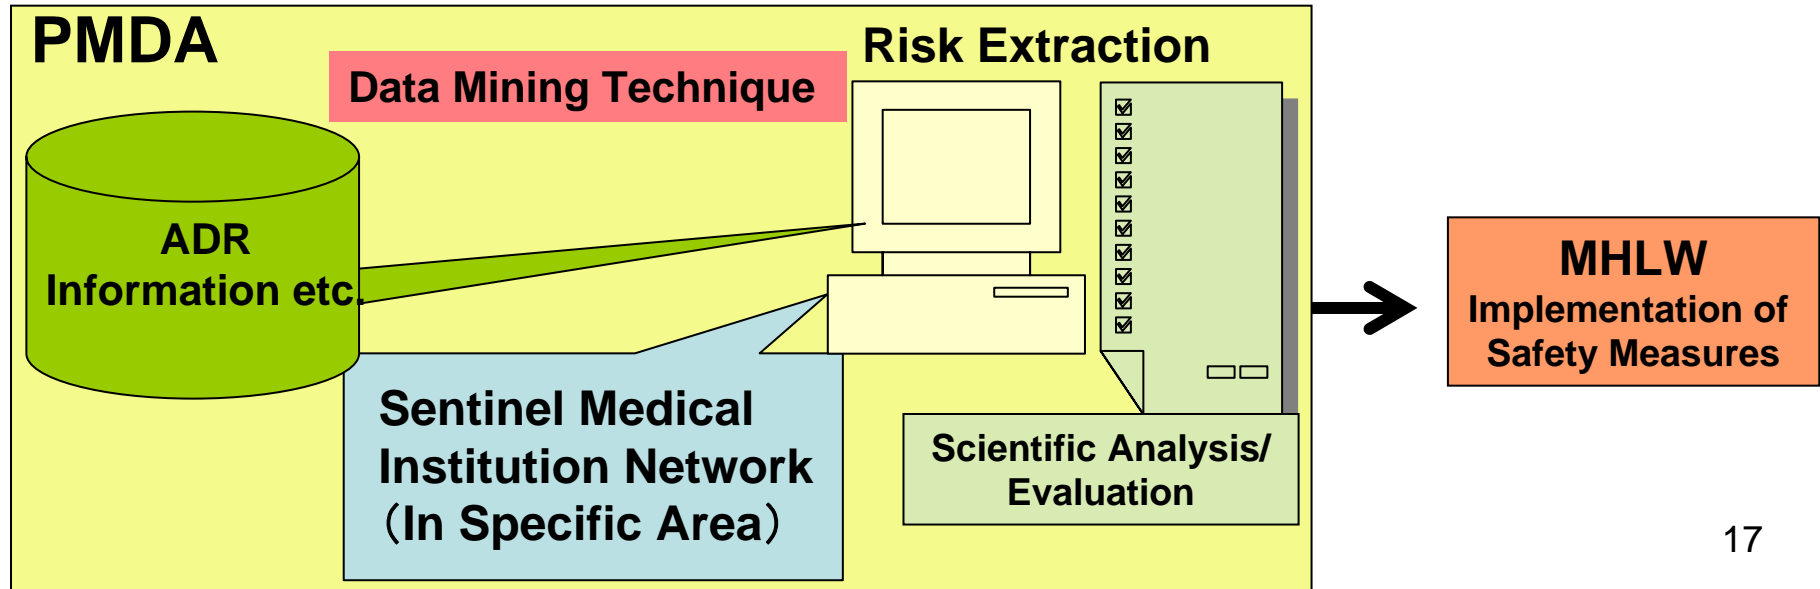 PMDA
Risk Extraction
Data Mining Technique
ADR
Information etc.
Sentinel Medical
Institution Network
（In Specific Area）
Scientific Analysis/
Evaluation
MHLW
Implementation of
Safety Measures
17